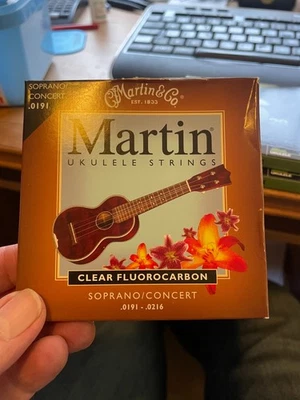 SOPRANO
CONCERT
.0191
C.F. Martin & Co.
EST. 1833
Martin®
UKULELE STRINGS
CLEAR FLUOROCARBON
SOPRANO/CONCERT
.0191 - .0216